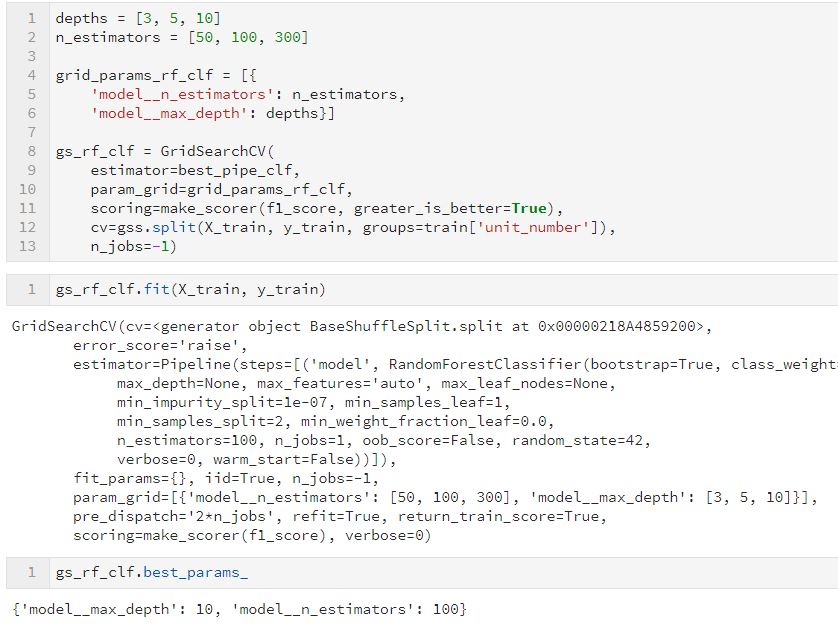 1 depths = [3, 5, 10]
2 n_estimators = [50, 100, 300]
3
4 grid_params_rf_clf = [{
5     'model__n_estimators': n_estimators,
6     'model__max_depth': depths}]
7
8 gs_rf_clf = GridSearchCV(
9     estimator=best_pipe_clf,
10     param_grid=grid_params_rf_clf,
11     scoring=make_scorer(f1_score, greater_is_better=True),
12     cv=gss.split(X_train, y_train, groups=train['unit_number']),
13     n_jobs=-1)
1 gs_rf_clf.fit(X_train, y_train)
GridSearchCV(cv=<generator object BaseShuffleSplit.split at 0x00000218A4859200>,
       error_score='raise',
       estimator=Pipeline(steps=[('model', RandomForestClassifier(bootstrap=True, class_weight=
            max_depth=None, max_features='auto', max_leaf_nodes=None,
            min_impurity_split=1e-07, min_samples_leaf=1,
            min_samples_split=2, min_weight_fraction_leaf=0.0,
            n_estimators=100, n_jobs=1, oob_score=False, random_state=42,
            verbose=0, warm_start=False))]),
       fit_params={}, iid=True, n_jobs=-1,
       param_grid=[{'model__n_estimators': [50, 100, 300], 'model__max_depth': [3, 5, 10]}],
       pre_dispatch='2*n_jobs', refit=True, return_train_score=True,
       scoring=make_scorer(f1_score), verbose=0)
1 gs_rf_clf.best_params_
{'model__max_depth': 10, 'model__n_estimators': 100}